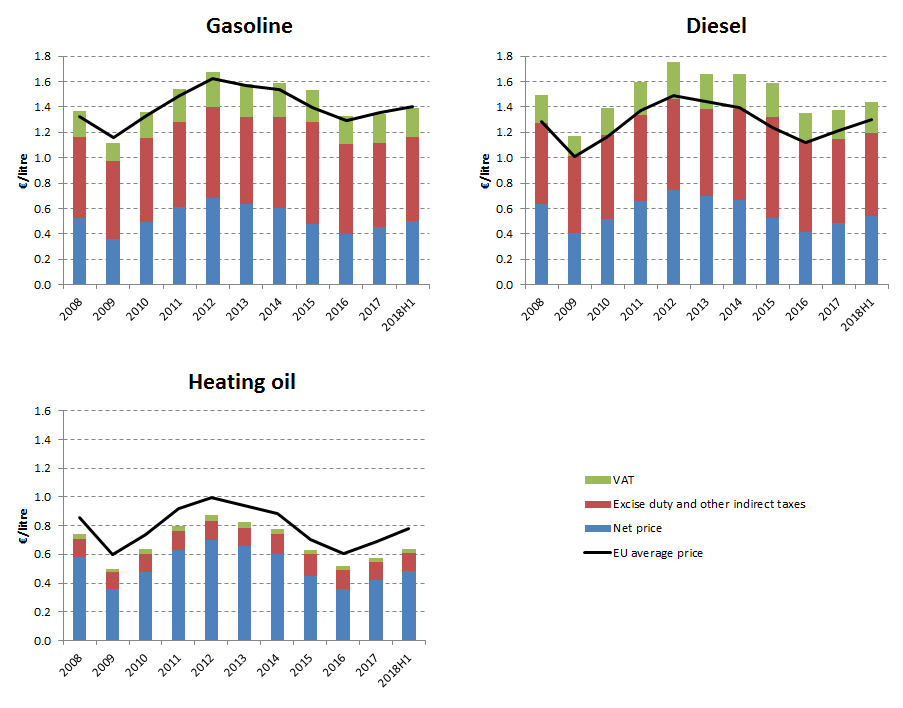 Gasoline
1.8
1.6
1.4
1.2
1.0
0.8
0.6
0.4
0.2
0.0
€/litre
2008 2009 2010 2011 2012 2013 2014 2015 2016 2017 2018H1
Diesel
1.8
1.6
1.4
1.2
1.0
0.8
0.6
0.4
0.2
0.0
€/litre
2008 2009 2010 2011 2012 2013 2014 2015 2016 2017 2018H1
Heating oil
1.6
1.4
1.2
1.0
0.8
0.6
0.4
0.2
0.0
€/litre
2008 2009 2010 2011 2012 2013 2014 2015 2016 2017 2018H1
VAT
Excise duty and other indirect taxes
Net price
EU average price